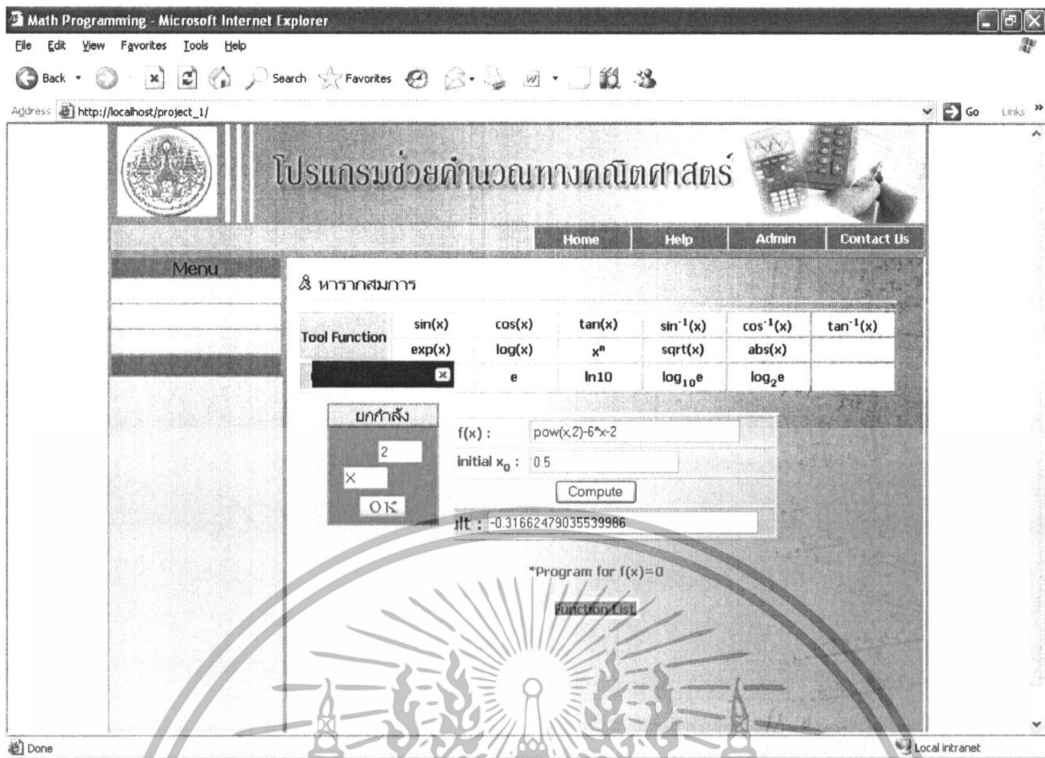 Math Programming - Microsoft Internet Explorer
File Edit View Favorites Tools Help
Back Search Favorites
Address http://localhost/project_1/ Go Links »
โปรแกรมช่วยคำนวณทางคณิตศาสตร์
Home Help Admin Contact Us
Menu
หารากสมการ
Tool Function sin(x) cos(x) tan(x) sin⁻¹(x) cos⁻¹(x) tan⁻¹(x)
exp(x) log(x) xⁿ sqrt(x) abs(x)
e ln10 log₁₀e log₂e
ยกกำลัง
2
X
OK
f(x) : pow(x,2)-6*x-2
initial x₀ : 0.5
Compute
ılt : -0.31662479035539986
*Program for f(x)=0
Function List
Done Local intranet